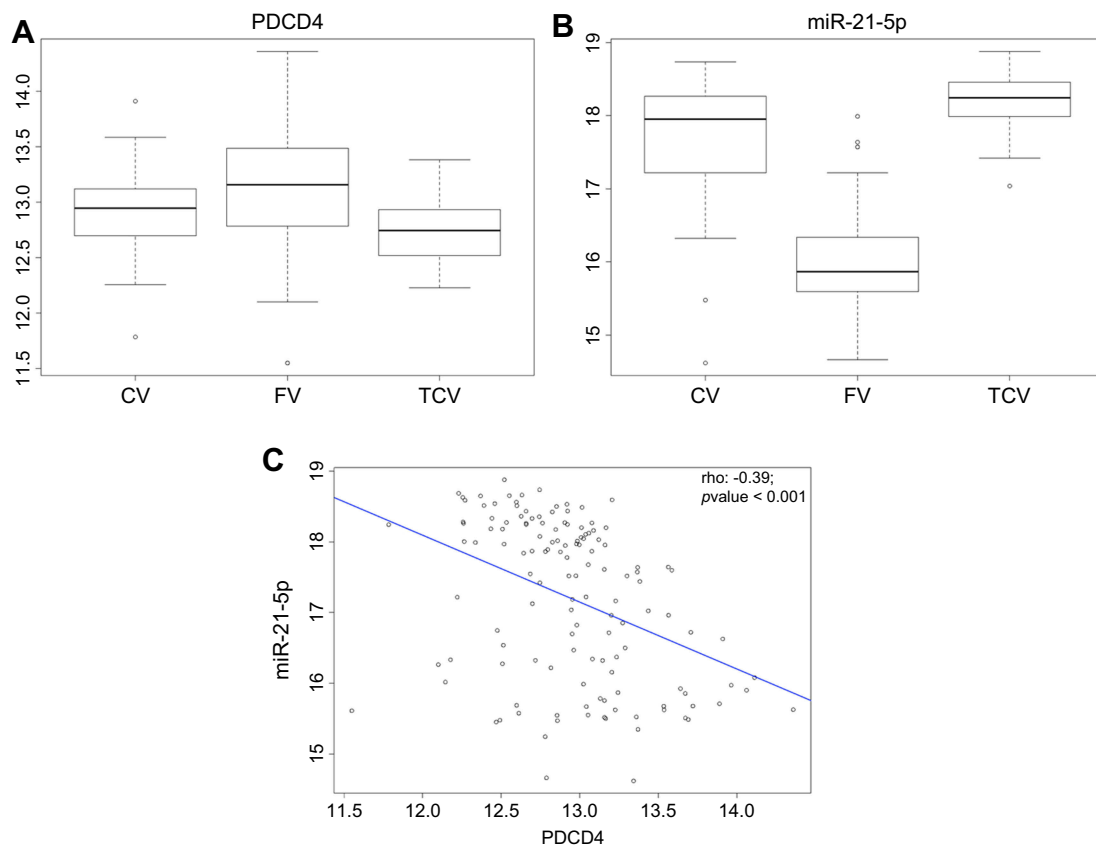 A
PDCD4
14.0
13.5
13.0
12.5
12.0
11.5
CV FV TCV
B
miR-21-5p
19
18
17
16
15
CV FV TCV
C
rho: -0.39;
pvalue < 0.001
miR-21-5p
19
18
17
16
15
11.5 12.0 12.5 13.0 13.5 14.0
PDCD4